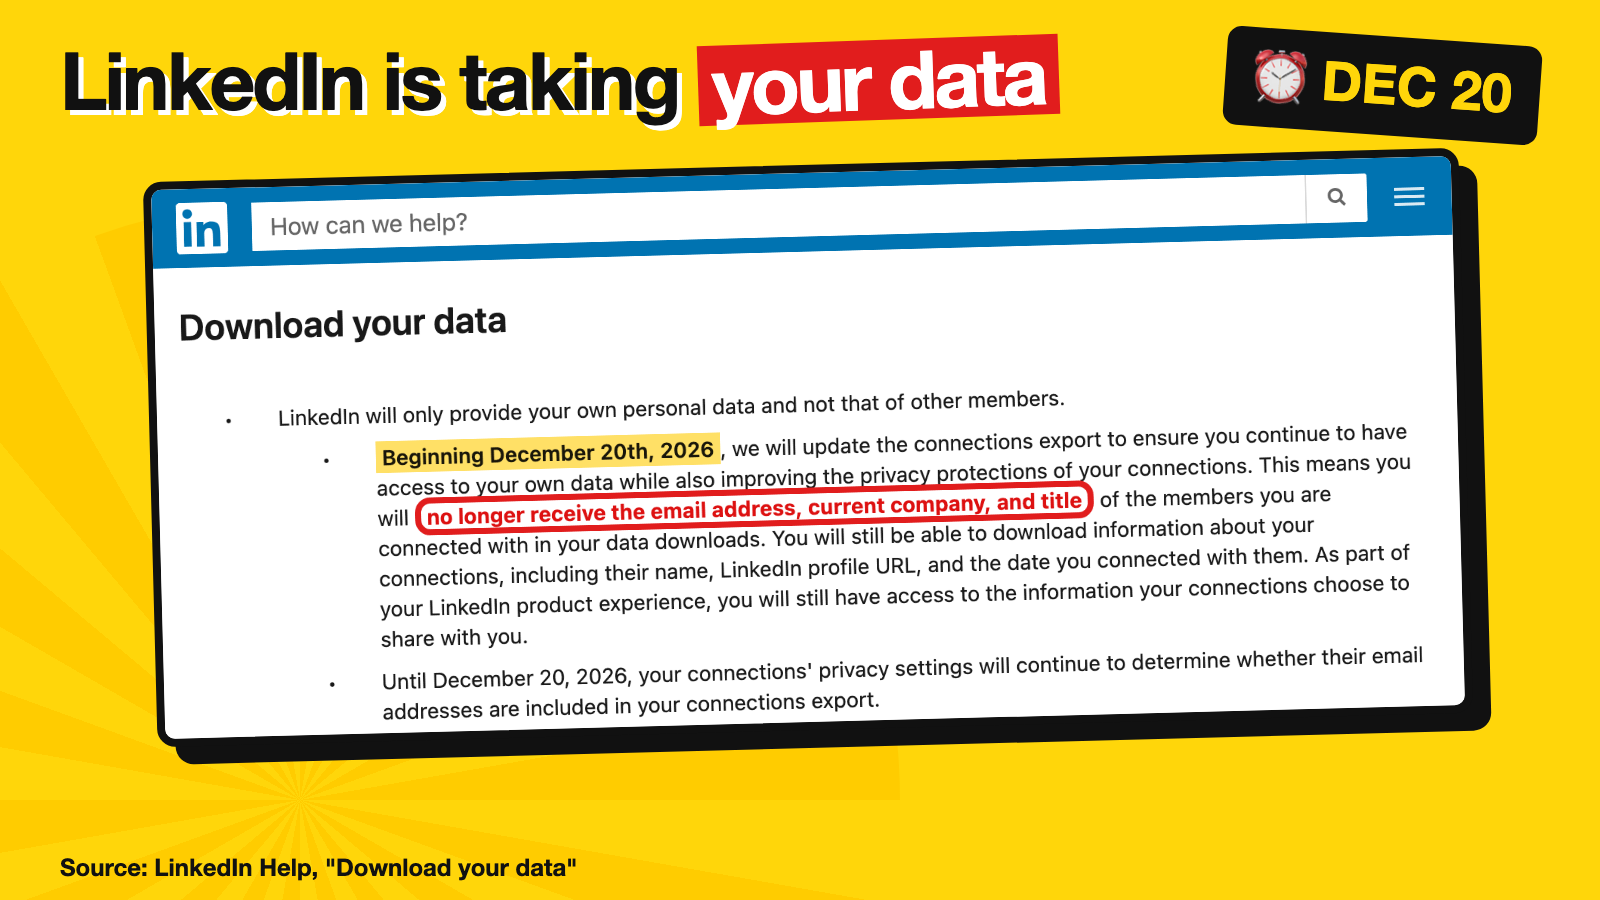 LinkedIn is taking your data
DEC 20
in
How can we help?
Download your data
• LinkedIn will only provide your own personal data and not that of other members.
• Beginning December 20th, 2026, we will update the connections export to ensure you continue to have
access to your own data while also improving the privacy protections of your connections. This means you
will no longer receive the email address, current company, and title of the members you are
connected with in your data downloads. You will still be able to download information about your
connections, including their name, LinkedIn profile URL, and the date you connected with them. As part of
your LinkedIn product experience, you will still have access to the information your connections choose to
share with you.
• Until December 20, 2026, your connections' privacy settings will continue to determine whether their email
addresses are included in your connections export.
Source: LinkedIn Help, "Download your data"